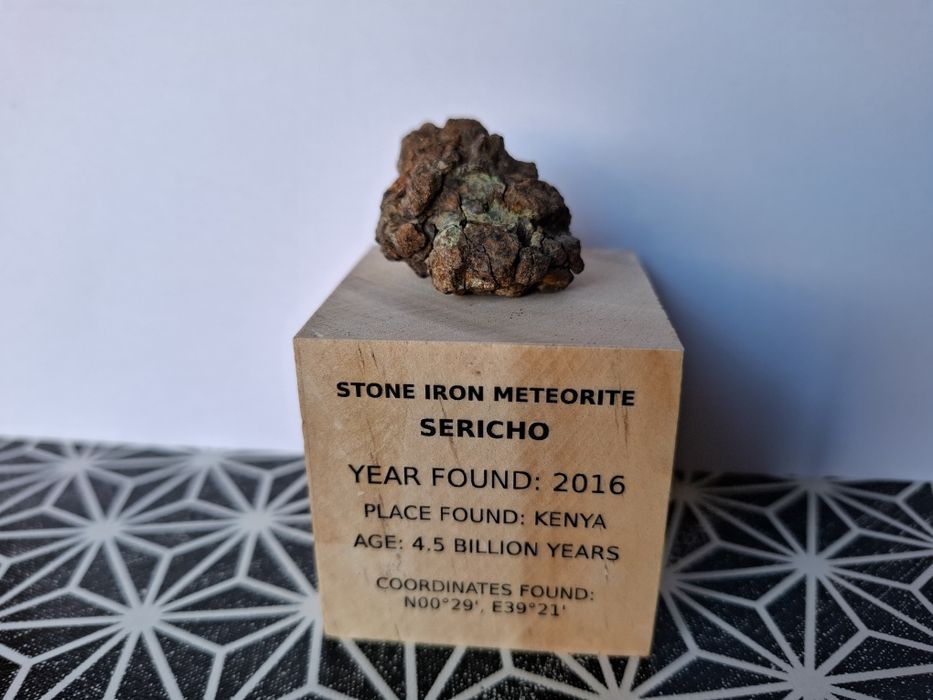 STONE IRON METEORITE
SERICHO
YEAR FOUND: 2016
PLACE FOUND: KENYA
AGE: 4.5 BILLION YEARS
COORDINATES FOUND:
N00°29', E39°21'